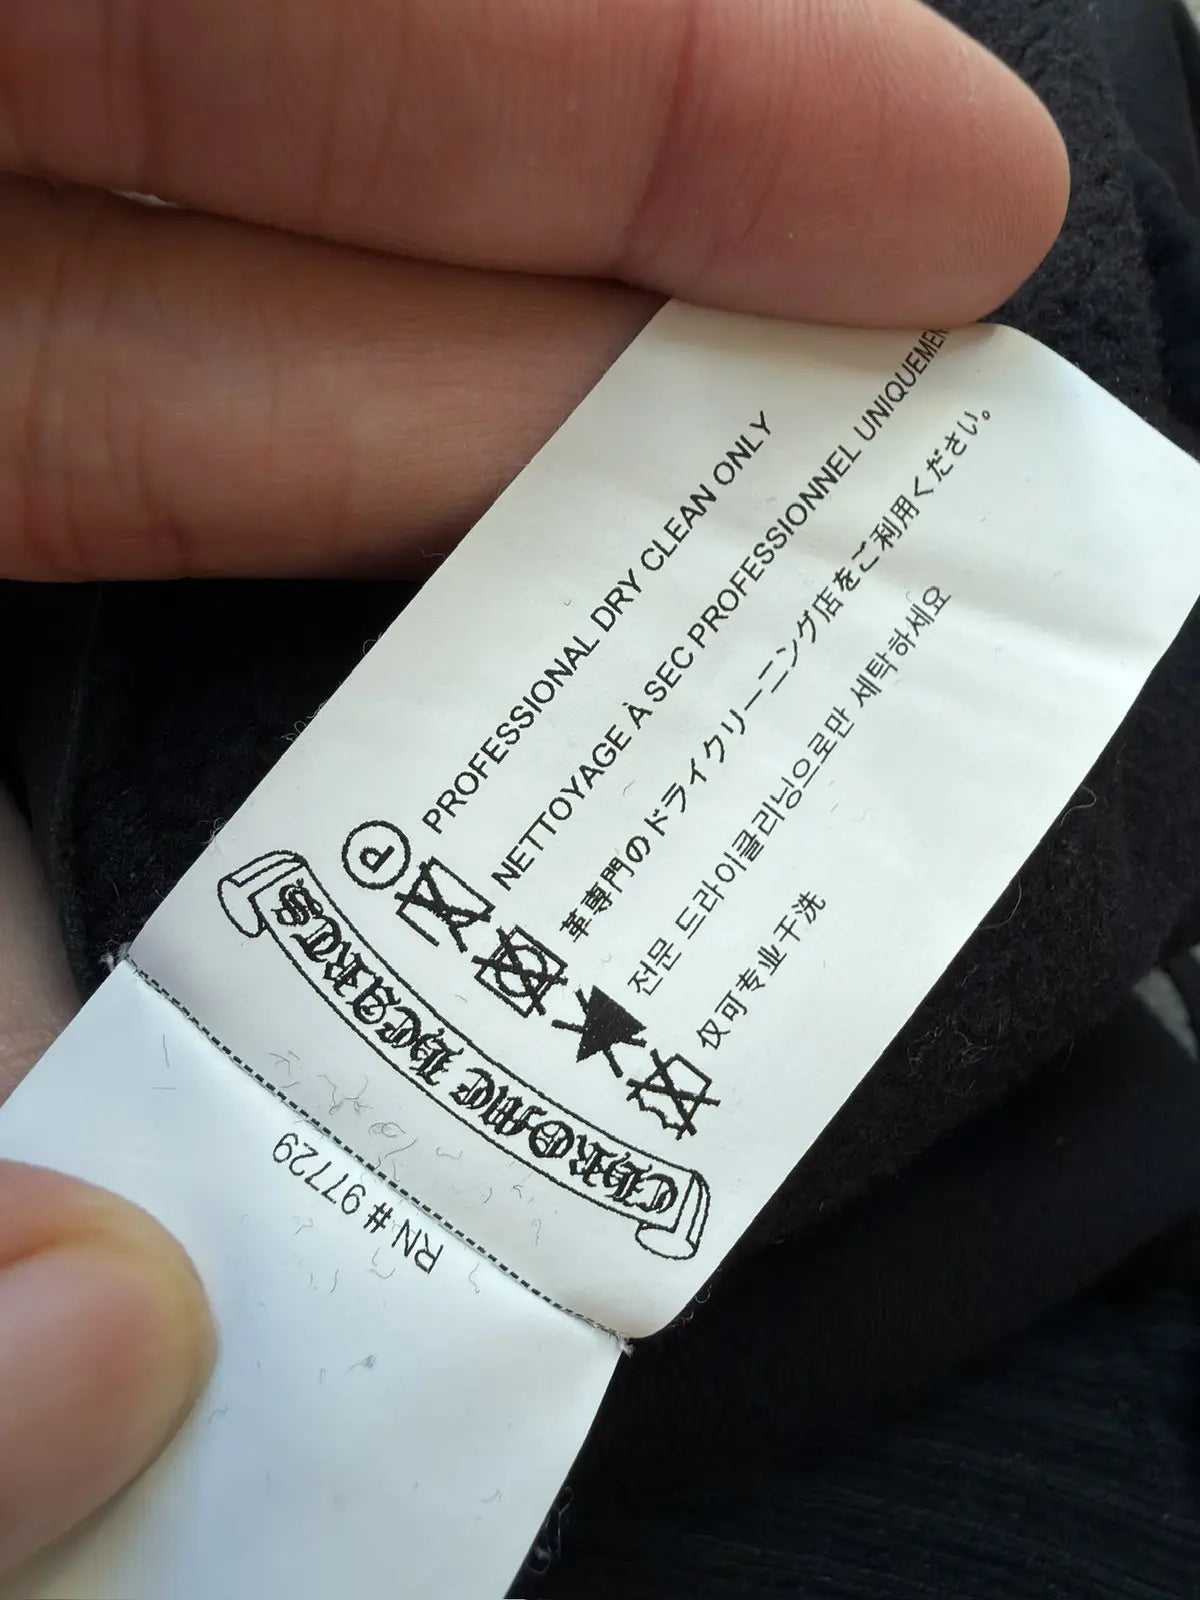 PROFESSIONAL DRY CLEAN ONLY
NETTOYAGE À SEC PROFESSIONNEL UNIQUEMEN
革専門のドライクリーニング店をご利用ください。
전문 드라이클리닝으로만 세탁하세요
仅可专业干洗
P
CHROME HEARTS
RN # 97729